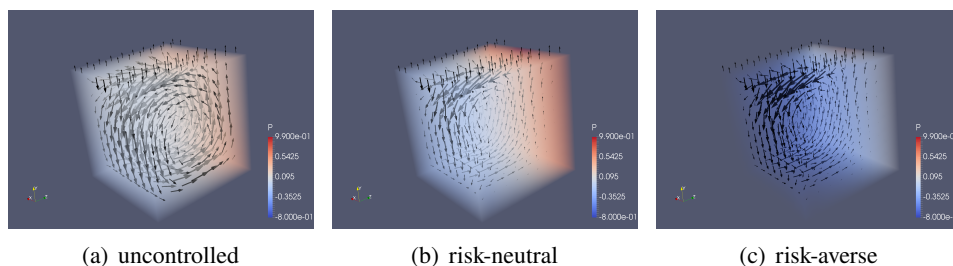 P
9.900e-01
0.5425
0.095
-0.3525
-8.000e-01
P
9.900e-01
0.5425
0.095
-0.3525
-8.000e-01
P
9.900e-01
0.5425
0.095
-0.3525
-8.000e-01
(a) uncontrolled
(b) risk-neutral
(c) risk-averse